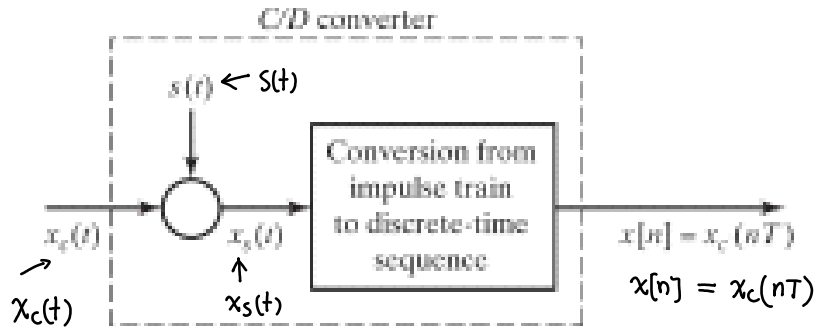 C/D converter
s(t) ← S(t)
Conversion from
impulse train
to discrete-time
sequence
x_c(t)
x_s(t)
x[n] = x_c(nT)
x_c(t)
x_s(t)
x[n] = x_c(nT)